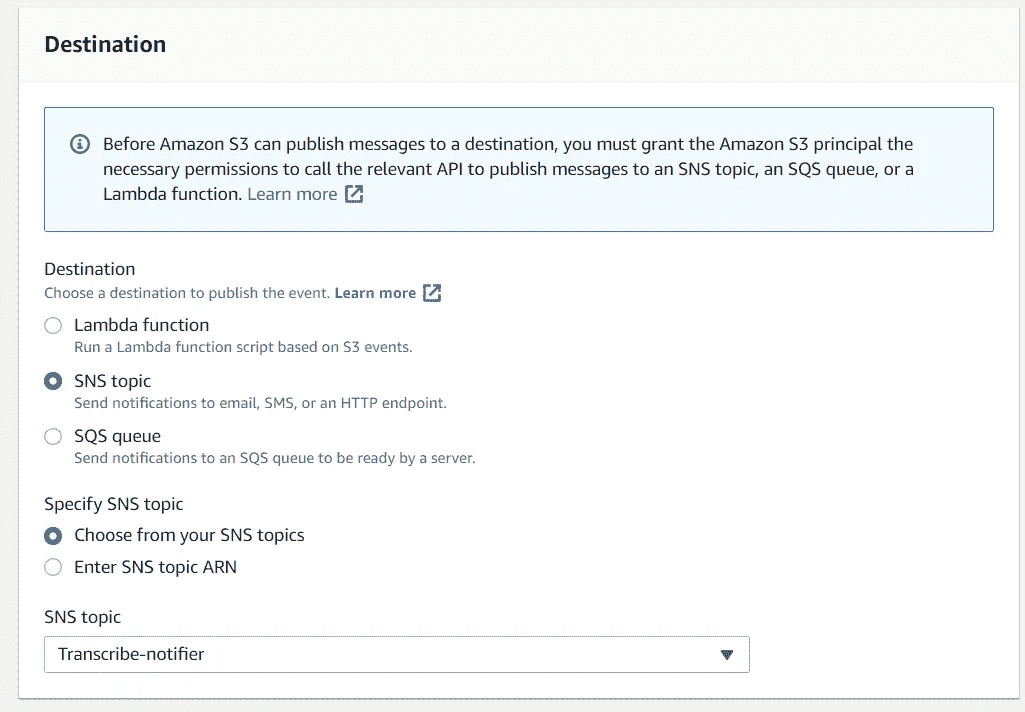 Destination
Before Amazon S3 can publish messages to a destination, you must grant the Amazon S3 principal the
necessary permissions to call the relevant API to publish messages to an SNS topic, an SQS queue, or a
Lambda function. Learn more
Destination
Choose a destination to publish the event. Learn more
Lambda function
Run a Lambda function script based on S3 events.
SNS topic
Send notifications to email, SMS, or an HTTP endpoint.
SQS queue
Send notifications to an SQS queue to be ready by a server.
Specify SNS topic
Choose from your SNS topics
Enter SNS topic ARN
SNS topic
Transcribe-notifier